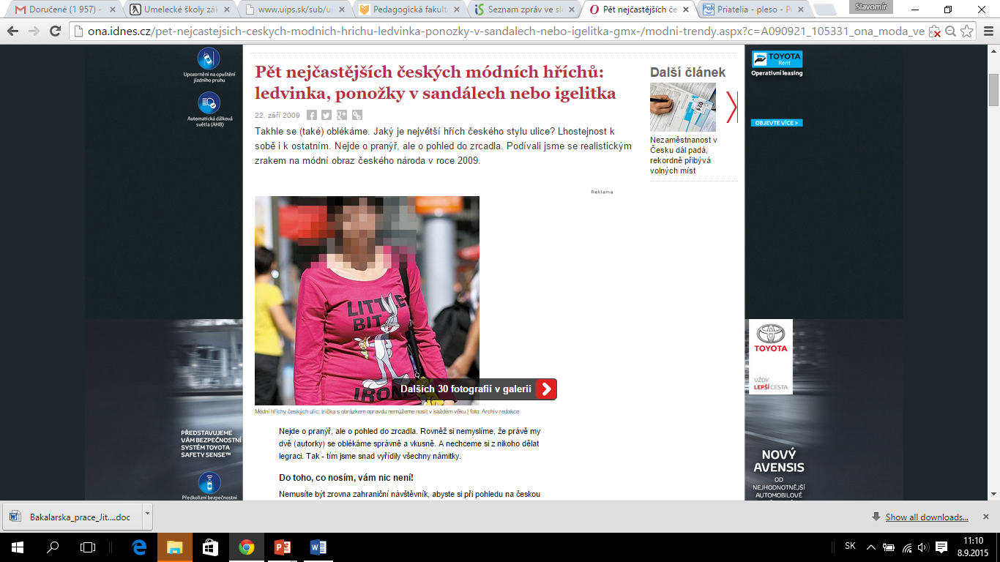 Doručené (1 957) -
Umelecké školy zák
www.uips.sk/sub/ui
Pedagogická fakult
Seznam zpráv ve sl
Pět nejčastějších če
Priatelia - pleso - P
Slavomír
ona.idnes.cz/pet-nejcastejsich-ceskych-modnich-hrichu-ledvinka-ponozky-v-sandalech-nebo-igelitka-gmx-/modni-trendy.aspx?c=A090921_105331_ona_moda_ve
Upozornění na opuštění
jízdního pruhu
Automatická dálková
světla (AHB)
Pět nejčastějších českých módních hříchů:
ledvinka, ponožky v sandálech nebo igelitka
22. září 2009
Takhle se (také) oblékáme. Jaký je největší hřích českého stylu ulice? Lhostejnost k
sobě i k ostatním. Nejde o pranýř, ale o pohled do zrcadla. Podívali jsme se realistickým
zrakem na módní obraz českého národa v roce 2009.
Další článek
Nezaměstnanost v
Česku dál padá,
rekordně přibývá
volných míst
Reklama
TOYOTA
Rent
Operativní leasing
OBJEVTE VÍCE >
LITTLE
BIT
IRON
Dalších 30 fotografií v galerii
Módní hříchy českých ulic: trička s obrázkem opravdu nemůžeme nosit v každém věku | foto: Archiv redakce
Nejde o pranýř, ale o pohled do zrcadla. Rovněž si nemyslíme, že právě my
dvě (autorky) se oblékáme správně a vkusně. A nechceme si z nikoho dělat
legraci. Tak - tím jsme snad vyřídily všechny námitky.
Do toho, co nosím, vám nic není!
Nemusíte být zrovna zahraniční návštěvník, abyste si při pohledu na českou
PŘEDSTAVUJEME
VÁM BEZPEČNOSTNÍ
SYSTÉM TOYOTA
SAFETY SENSE™
Předkolizní bezpečnostní
TOYOTA
VŽDY
LEPŠÍ CESTA
NOVÝ
AVENSIS
OD
NEJHODNOTNĚJŠÍ
AUTOMOBILOVÉ
Bakalarska_prace_Jit....doc
Show all downloads...
SK
11:10
8.9.2015